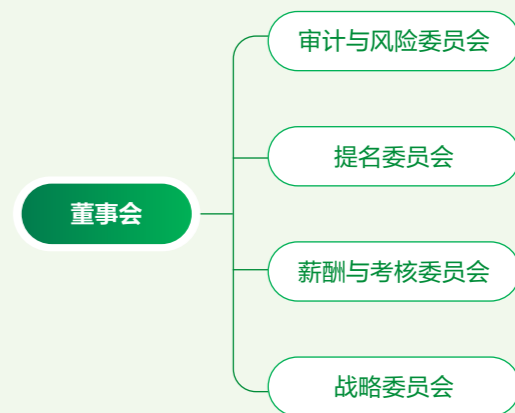 审计与风险委员会
提名委员会
董事会
薪酬与考核委员会
战略委员会